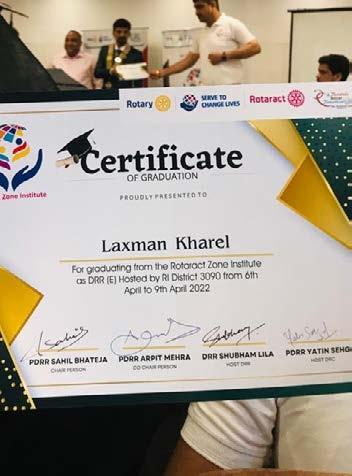 Rotary
SERVE TO
CHANGE LIVES
Rotaract
Zone Institute
Certificate
OF GRADUATION
PROUDLY PRESENTED TO
Laxman Kharel
For graduating from the Rotaract Zone Institute
as DRR (E) Hosted by RI District 3090 from 6th
April to 9th April 2022
PDRR SAHIL BHATEJA
CHAIR PERSON
PDRR ARPIT MEHRA
CO CHAIR PERSON
DRR SHUBHAM LILA
HOST DRR
PDRR YATIN SEHG
HOST DRC